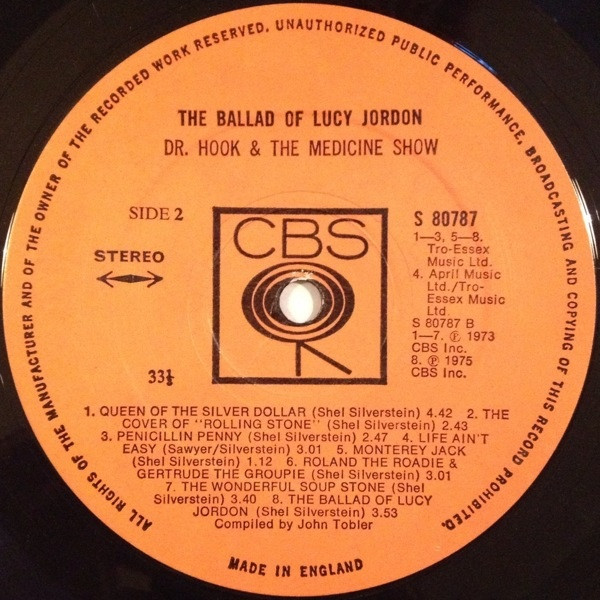 ALL RIGHTS OF THE MANUFACTURER AND OF THE OWNER OF THE RECORDED WORK RESERVED. UNAUTHORIZED PUBLIC PERFORMANCE, BROADCASTING AND COPYING OF THIS RECORD PROHIBITED.
THE BALLAD OF LUCY JORDON
DR. HOOK & THE MEDICINE SHOW
SIDE 2
STEREO
33⅓
CBS
S 80787
1—3, 5—8.
Tro-Essex
Music Ltd.
4. April Music
Ltd./Tro-
Essex Music
Ltd.
S 80787 B
1—7. ℗ 1973
CBS Inc.
8. ℗ 1975
CBS Inc.
1. QUEEN OF THE SILVER DOLLAR (Shel Silverstein) 4.42 2. THE
COVER OF "ROLLING STONE" (Shel Silverstein) 2.43
3. PENICILLIN PENNY (Shel Silverstein) 2.47 4. LIFE AIN'T
EASY (Sawyer/Silverstein) 3.01 5. MONTEREY JACK
(Shel Silverstein) 1.12 6. ROLAND THE ROADIE &
GERTRUDE THE GROUPIE (Shel Silverstein) 3.01
7. THE WONDERFUL SOUP STONE (Shel
Silverstein) 3.40 8. THE BALLAD OF LUCY
JORDON (Shel Silverstein) 3.53
Compiled by John Tobler
MADE IN ENGLAND